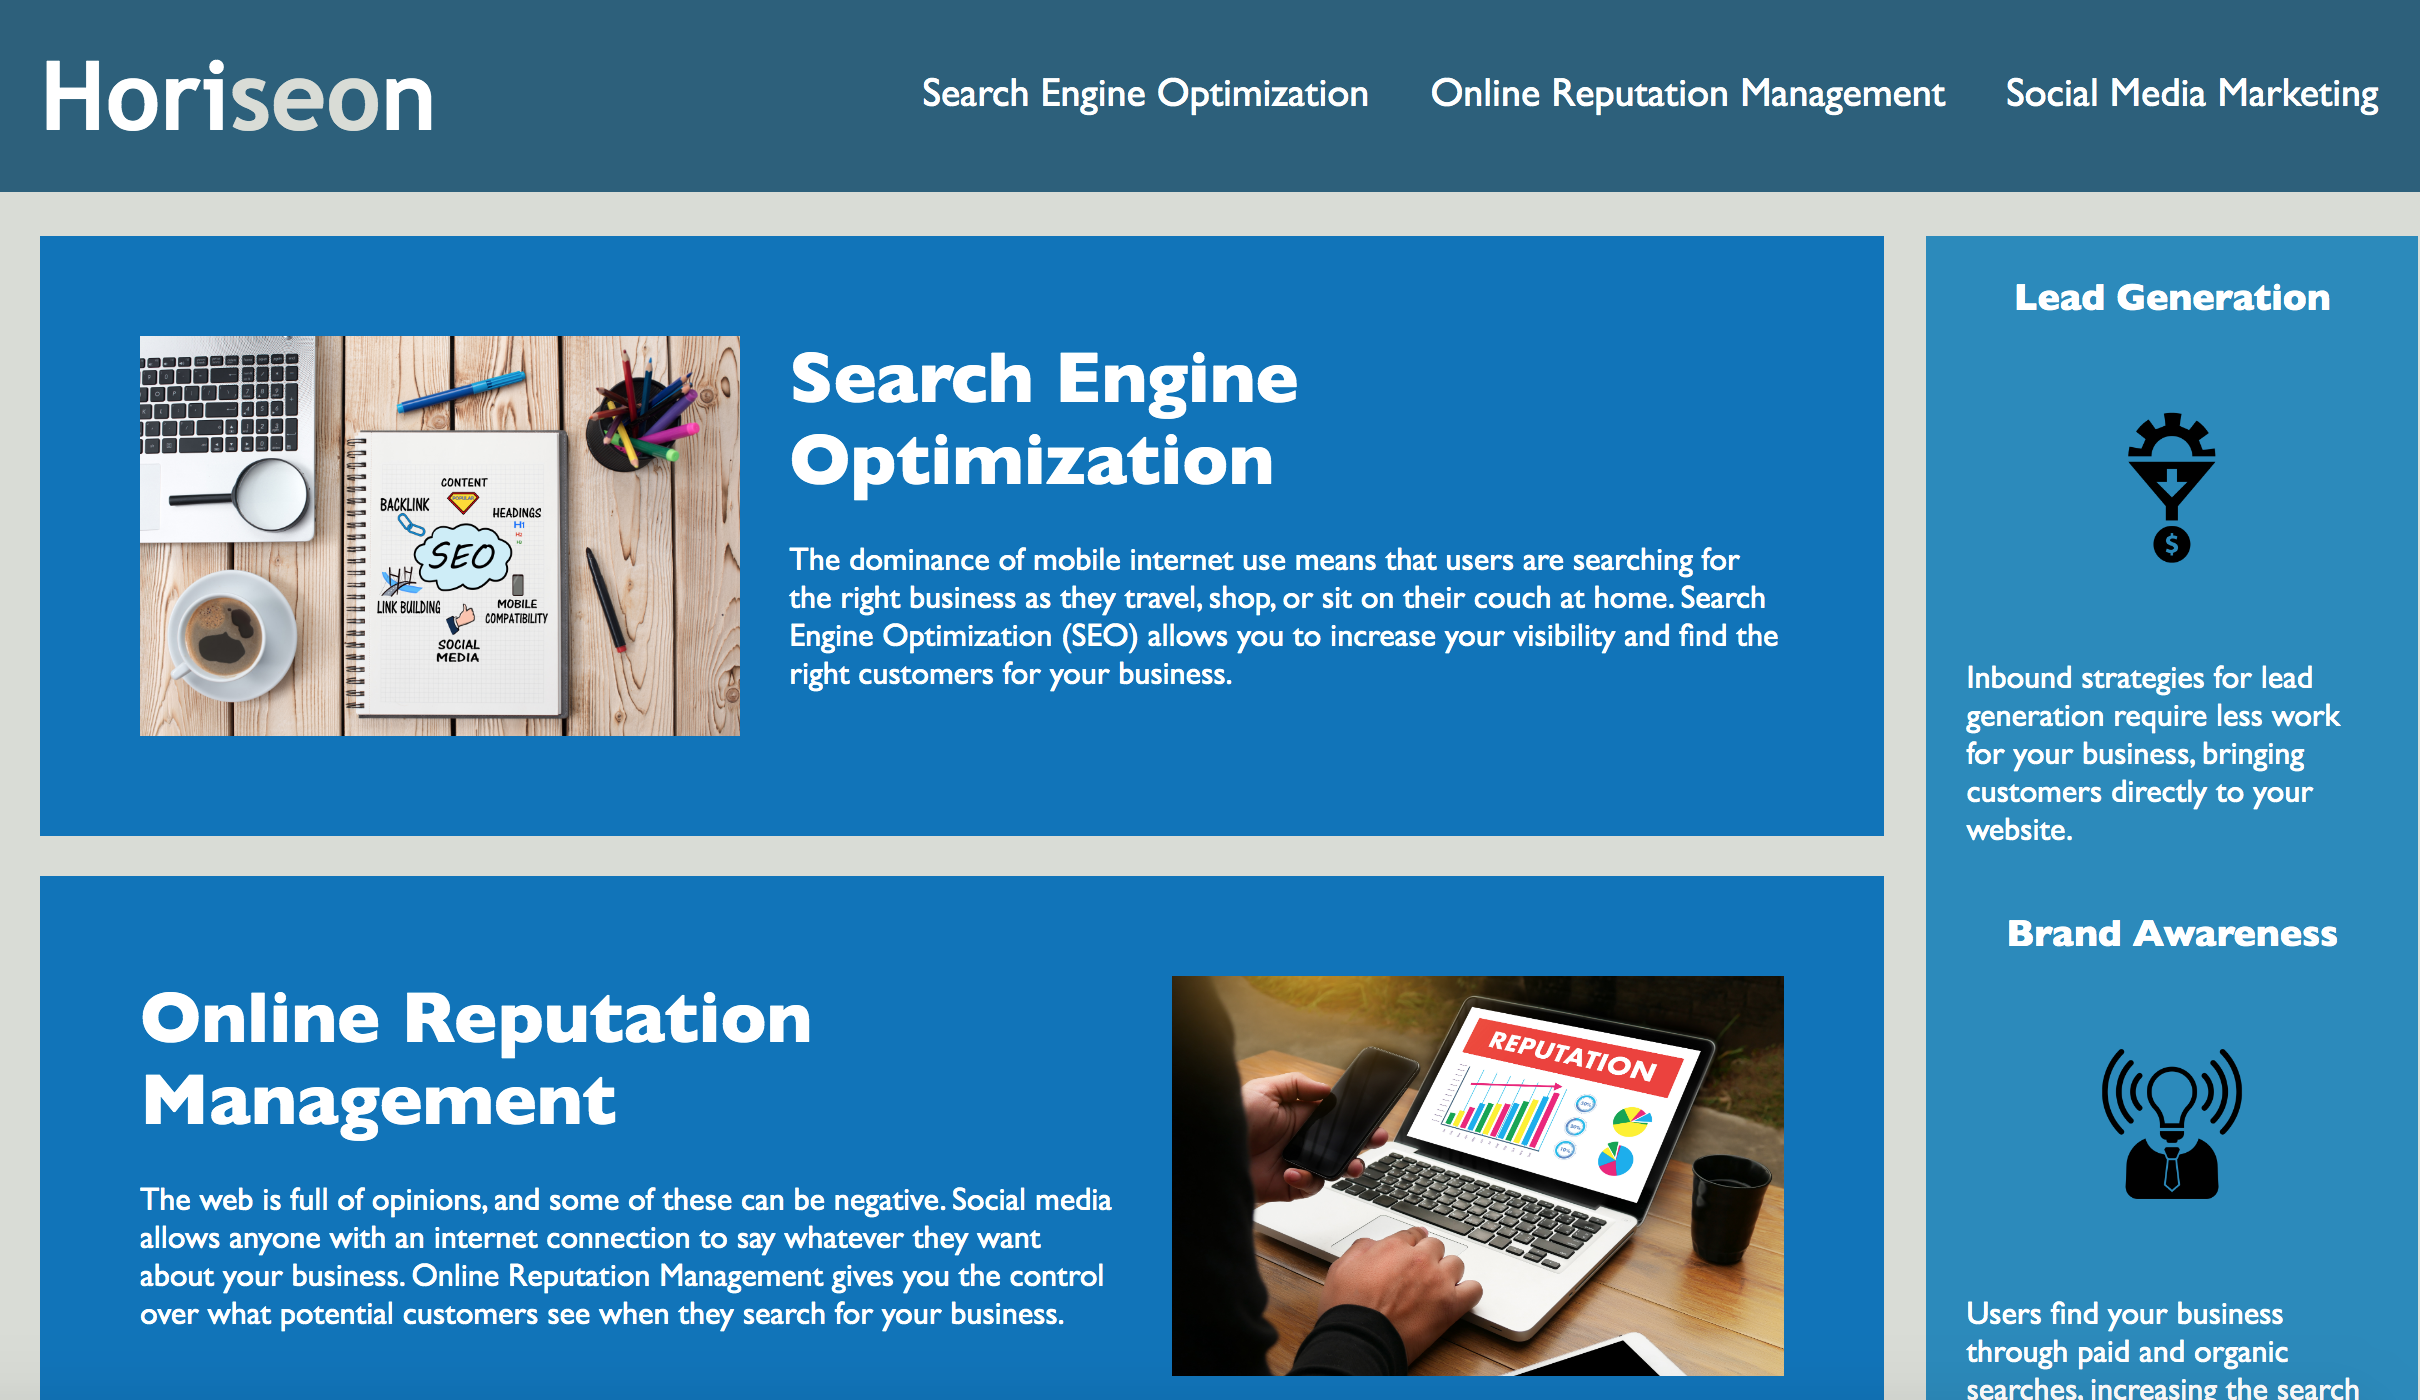 Horiseon
Search Engine Optimization
Online Reputation Management
Social Media Marketing
CONTENT
POPULAR
BACKLINK
HEADINGS
H1
H2
H3
SEO
LINK BUILDING
MOBILE
COMPATIBILITY
SOCIAL
MEDIA
Search Engine
Optimization
The dominance of mobile internet use means that users are searching for
the right business as they travel, shop, or sit on their couch at home. Search
Engine Optimization (SEO) allows you to increase your visibility and find the
right customers for your business.
Online Reputation
Management
The web is full of opinions, and some of these can be negative. Social media
allows anyone with an internet connection to say whatever they want
about your business. Online Reputation Management gives you the control
over what potential customers see when they search for your business.
REPUTATION
Lead Generation
$
Inbound strategies for lead
generation require less work
for your business, bringing
customers directly to your
website.
Brand Awareness
Users find your business
through paid and organic
searches, increasing the search